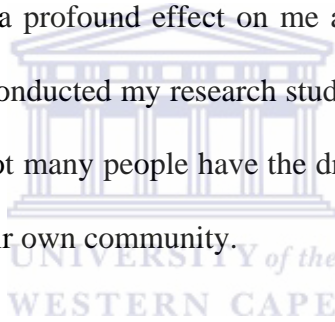 a profound effect on me a
onducted my research stud
ot many people have the dr
ir own community.
UNIVERSITY of the
WESTERN CAPE